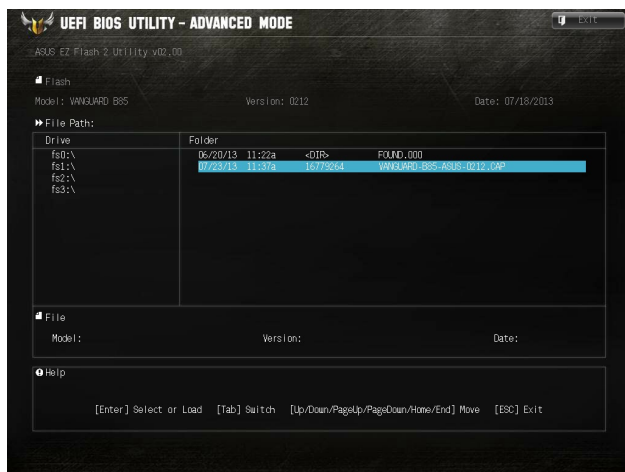 UEFI BIOS UTILITY – ADVANCED MODE
Exit
ASUS EZ Flash 2 Utility v02.00
Flash
Model: VANGUARD B85 Version: 0212 Date: 07/18/2013
File Path:
Drive Folder
fs0:\ 06/20/13 11:22a <DIR> FOUND.000
fs1:\ 07/23/13 11:37a 16779264 VANGUARD-B85-ASUS-0212.CAP
fs2:\
fs3:\
File
Model: Version: Date:
Help
[Enter] Select or Load [Tab] Switch [Up/Down/PageUp/PageDown/Home/End] Move [ESC] Exit